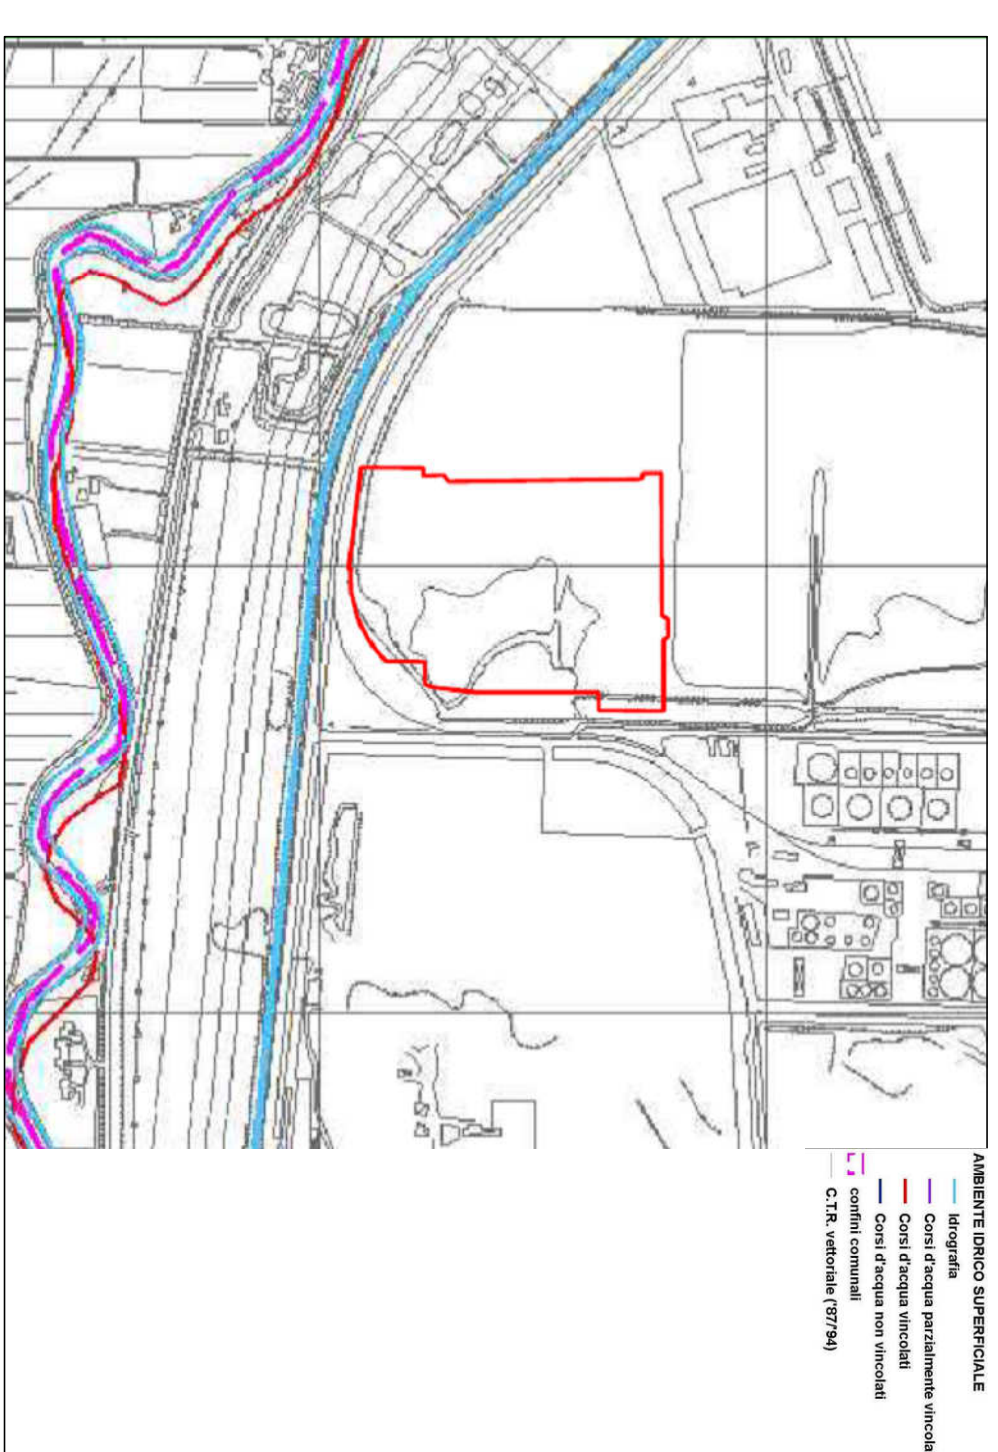 AMBIENTE IDRICO SUPERFICIALE
Idrografia
Corsi d'acqua parzialmente vincola
Corsi d'acqua vincolati
Corsi d'acqua non vincolati
confini comunali
C.T.R. vettoriale ('87/'94)